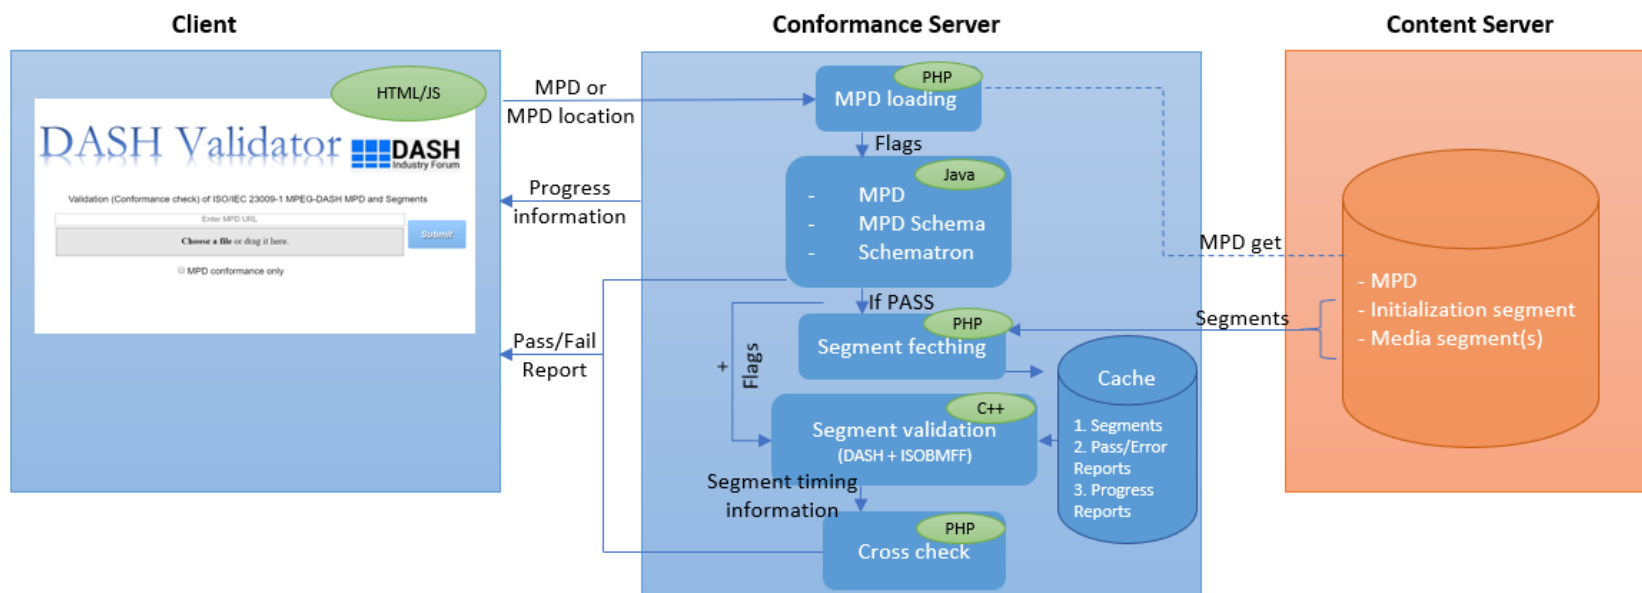 Client
HTML/JS
DASH Validator
DASH
Industry Forum
Validation (Conformance check) of ISO/IEC 23009-1 MPEG-DASH MPD and Segments
Enter MPD URL
Choose a file or drag it here.
Submit
MPD conformance only
MPD or
MPD location
Progress
information
Pass/Fail
Report
Conformance Server
PHP
MPD loading
Flags
Java
- MPD
- MPD Schema
- Schematron
If PASS
PHP
Segment fecthing
+
Flags
C++
Segment validation
(DASH + ISOBMFF)
Segment timing
information
PHP
Cross check
Cache
1. Segments
2. Pass/Error
Reports
3. Progress
Reports
MPD get
Segments
Content Server
- MPD
- Initialization segment
- Media segment(s)